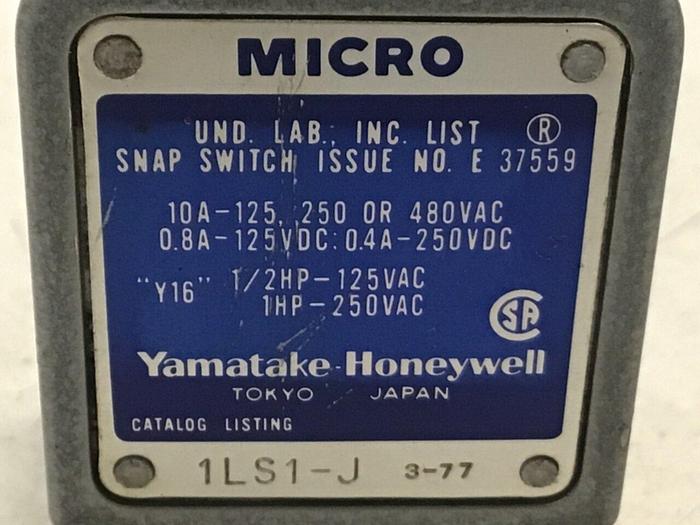 MICRO
UND. LAB., INC. LIST ®
SNAP SWITCH ISSUE NO. E 37559
10A-125, 250 OR 480VAC
0.8A-125VDC: 0.4A-250VDC
"Y16" 1/2HP-125VAC
1HP-250VAC
SA
Yamatake-Honeywell
TOKYO JAPAN
CATALOG LISTING
1LS1-J 3-77